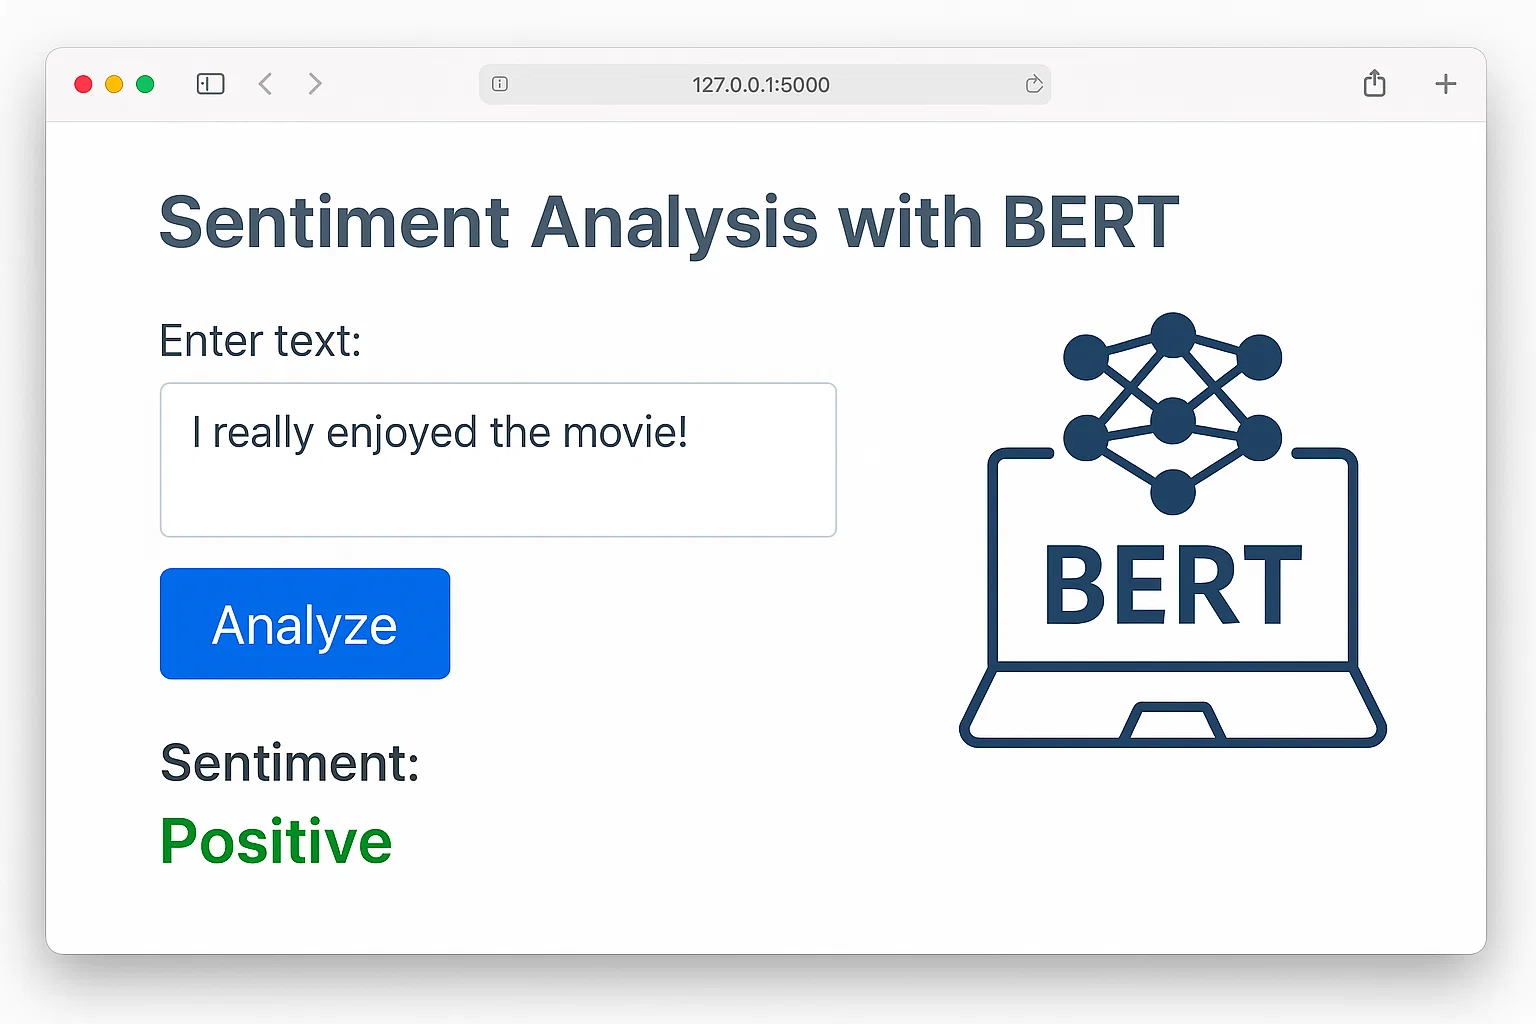 127.0.0.1:5000
Sentiment Analysis with BERT
Enter text:
I really enjoyed the movie!
Analyze
Sentiment:
Positive
BERT